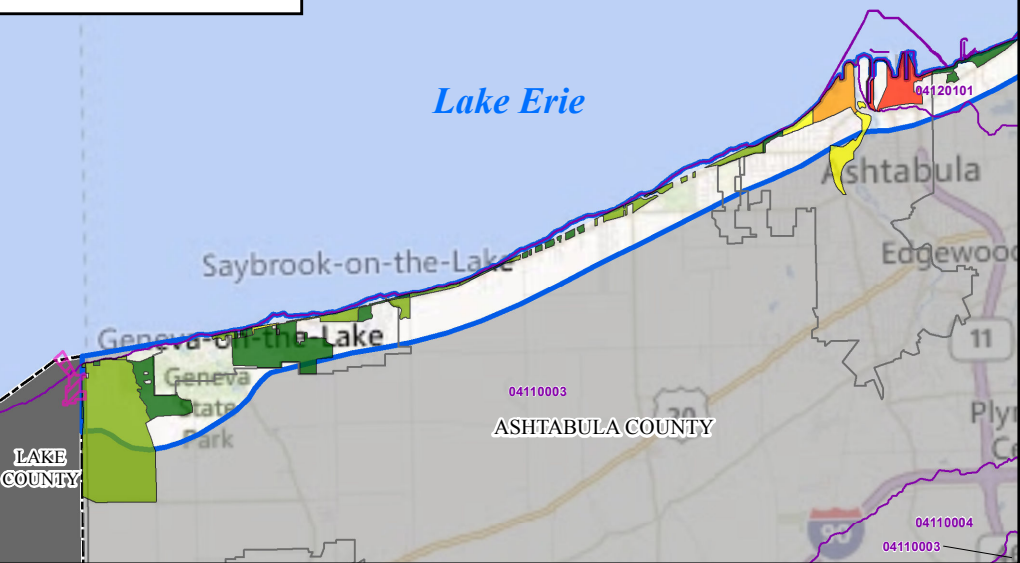 Lake Erie
04120101
Ashtabula
Saybrook-on-the-Lake
Edgewood
Geneva-on-the-Lake
11
Geneva
State
Park
04110003
20
ASHTABULA COUNTY
LAKE
COUNTY
90
04110004
04110003